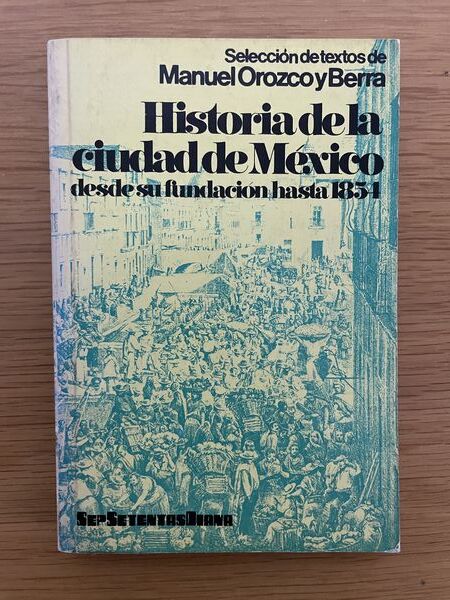 Selección de textos de
Manuel Orozco y Berra
Historia de la
ciudad de México
desde su fundación hasta 1854
SEPSETENTASDIANA